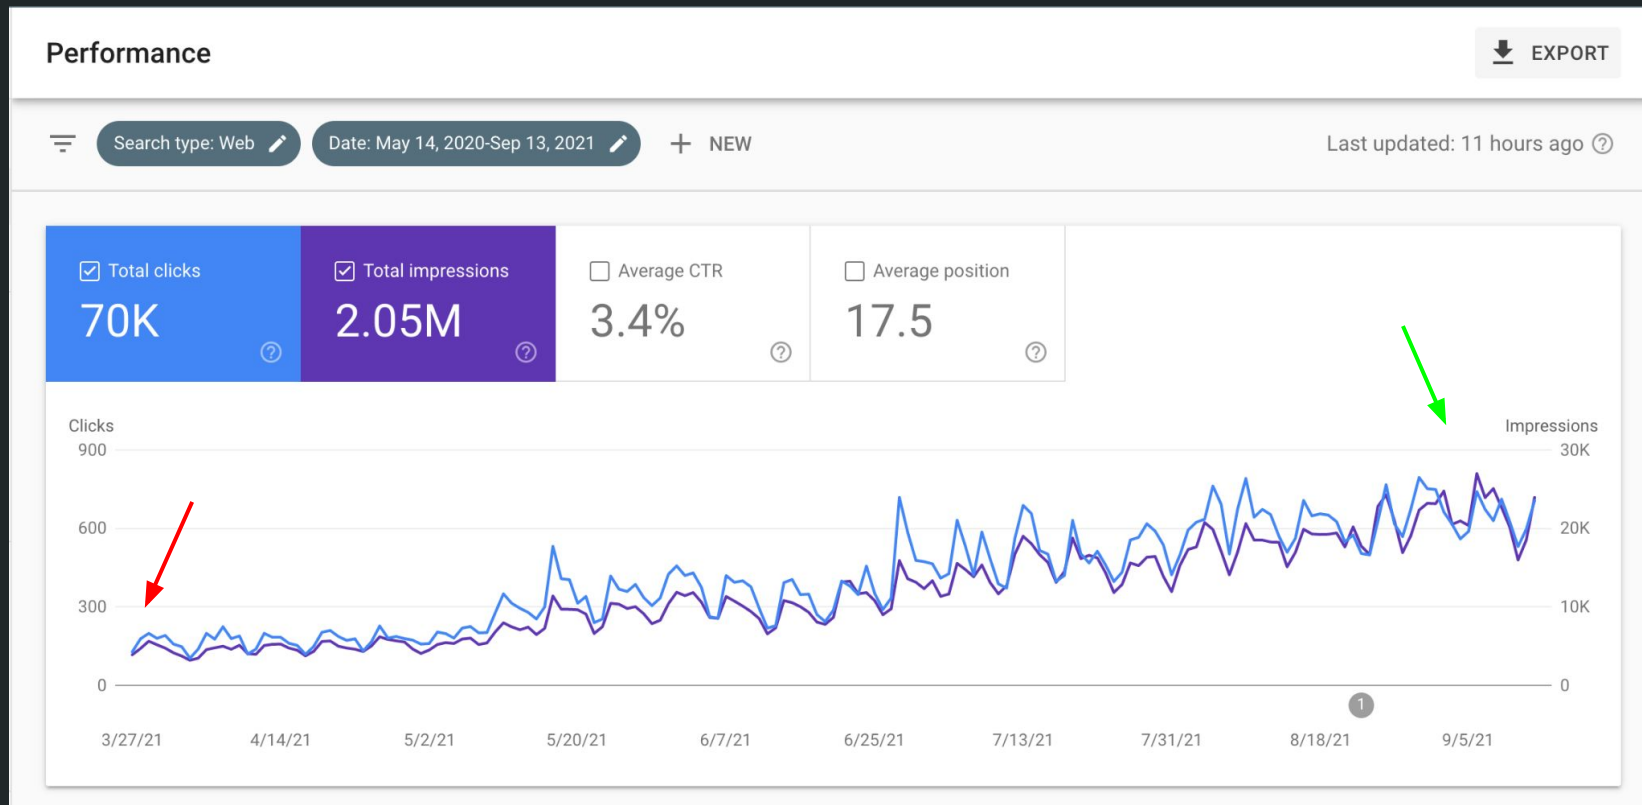 Performance
EXPORT
Search type: Web
Date: May 14, 2020-Sep 13, 2021
NEW
Last updated: 11 hours ago
Total clicks
70K
Total impressions
2.05M
Average CTR
3.4%
Average position
17.5
Clicks
Impressions
900
30K
600
20K
300
10K
0
0
1
3/27/21 4/14/21 5/2/21 5/20/21 6/7/21 6/25/21 7/13/21 7/31/21 8/18/21 9/5/21